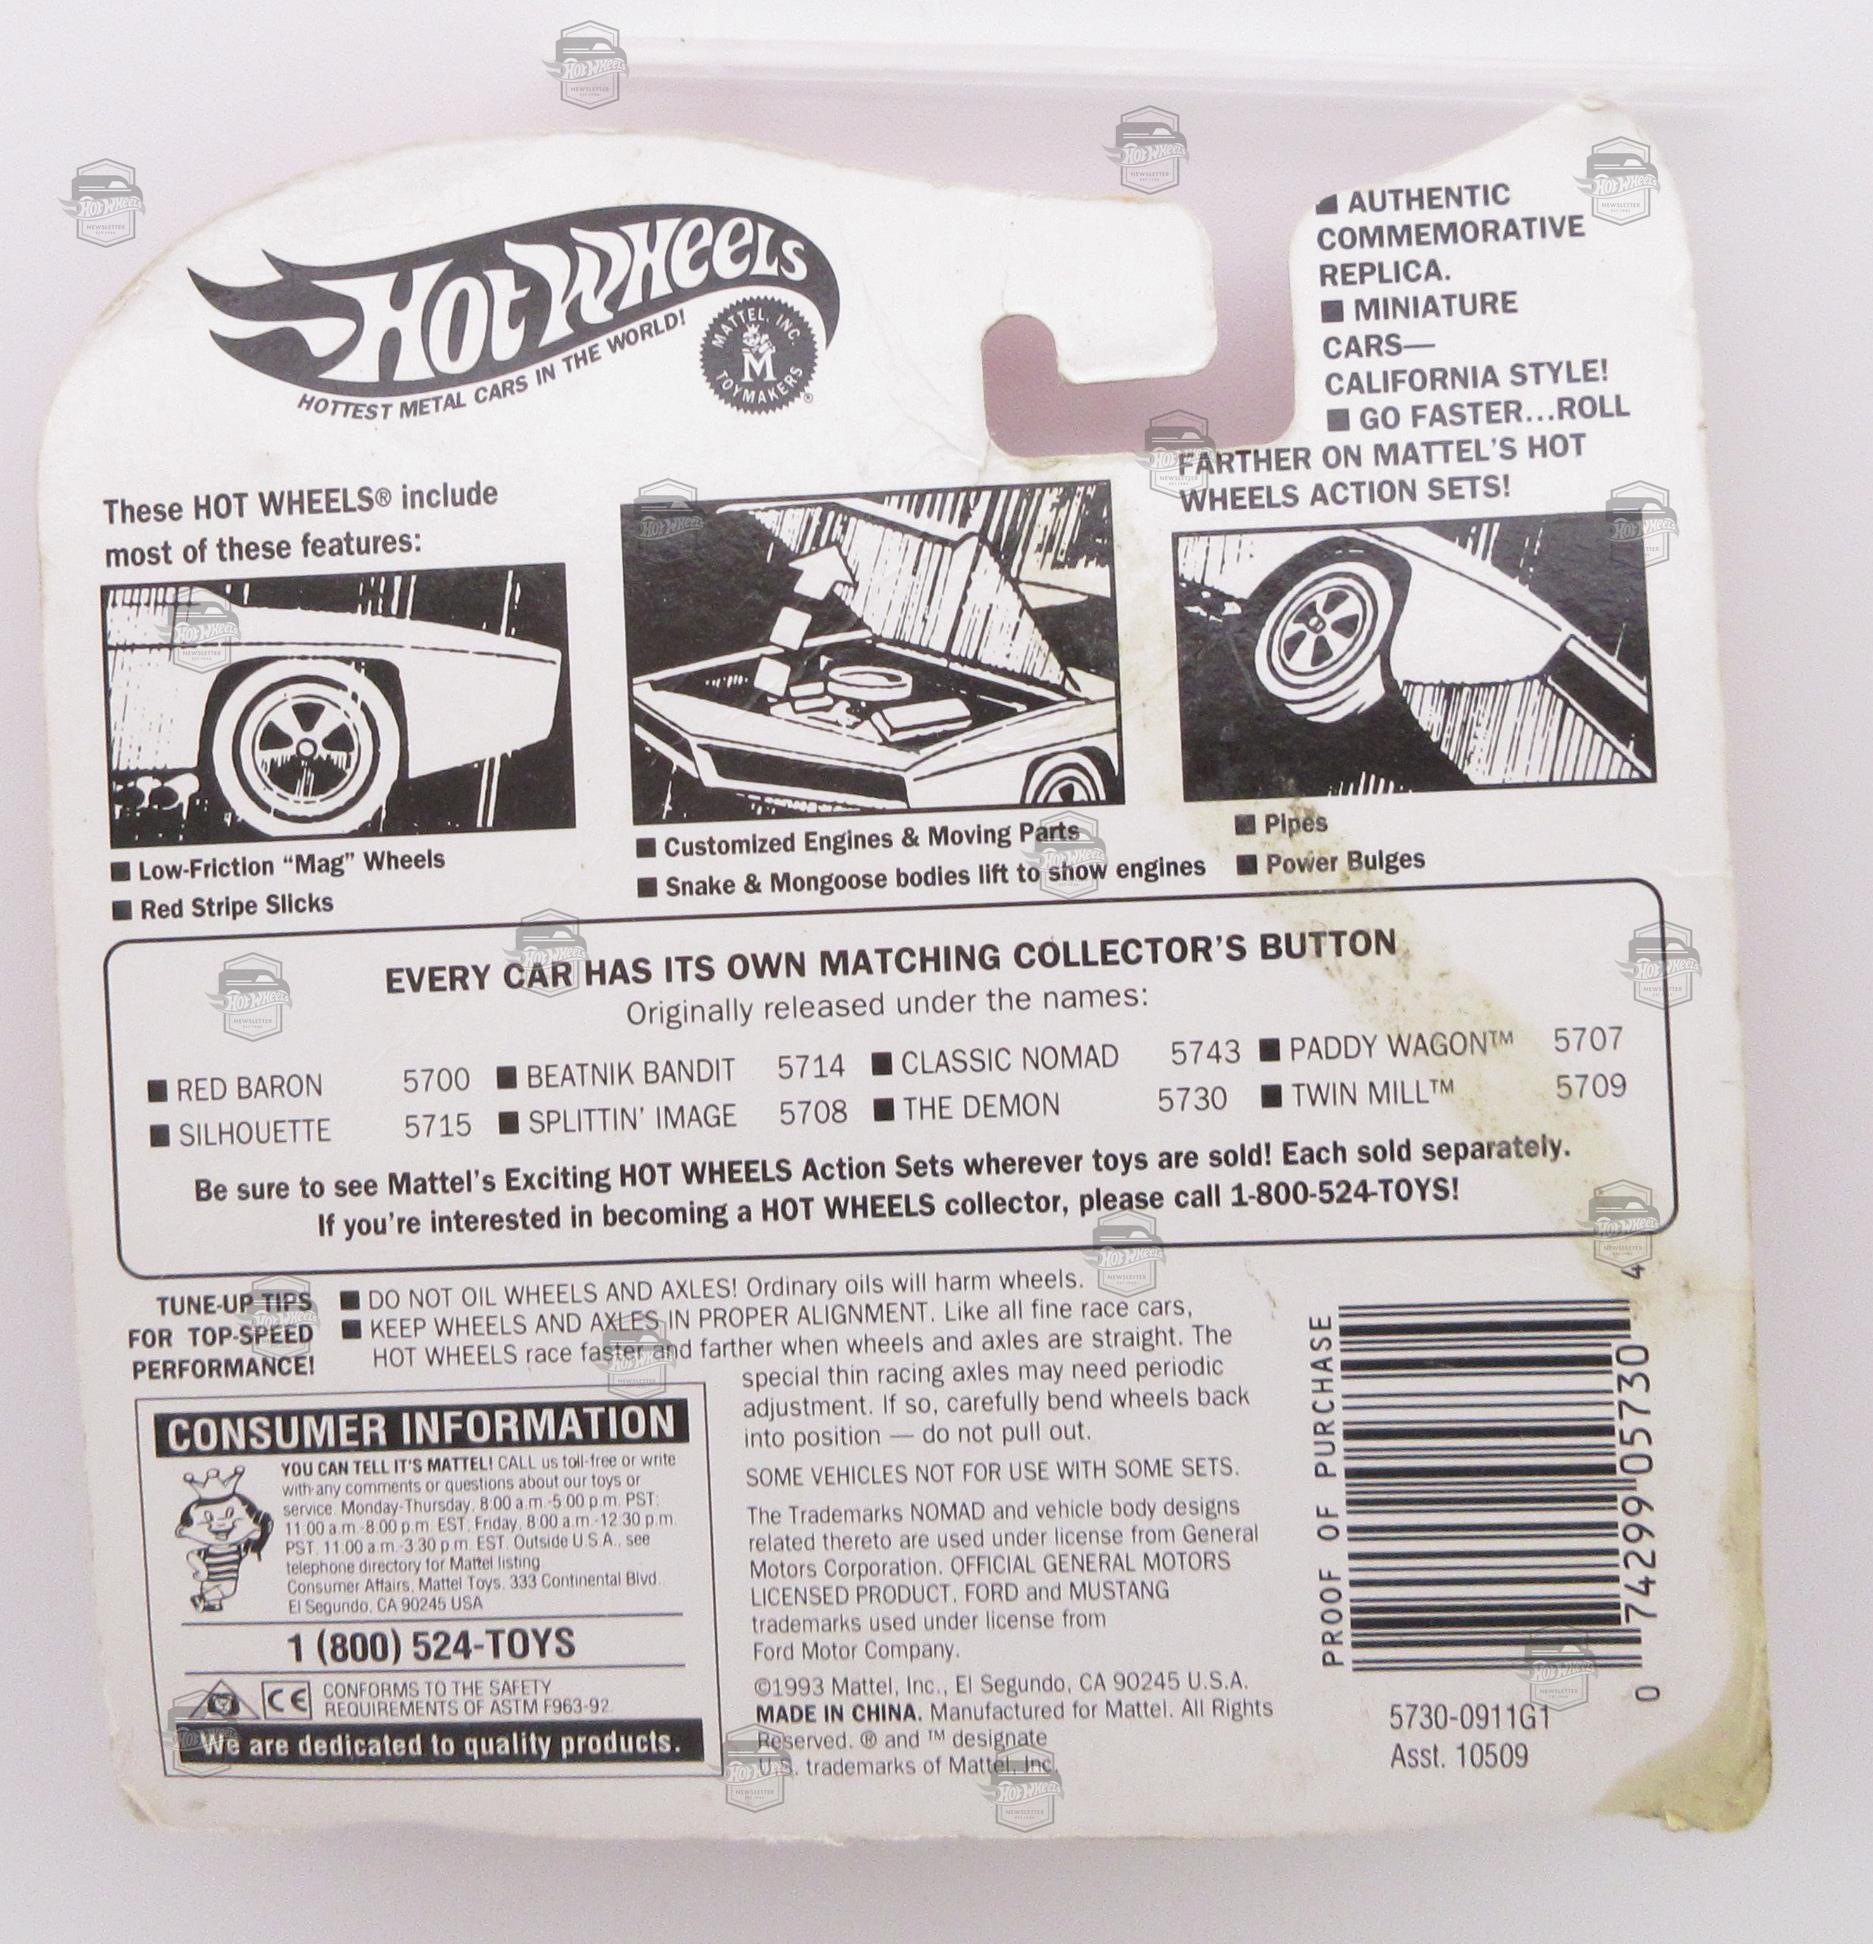 HOT WHEELS
HOTTEST METAL CARS IN THE WORLD!
MATTEL, INC.
M
TOYMAKERS®
■ AUTHENTIC
COMMEMORATIVE
REPLICA.
■ MINIATURE
CARS—
CALIFORNIA STYLE!
■ GO FASTER...ROLL
FARTHER ON MATTEL'S HOT
WHEELS ACTION SETS!
These HOT WHEELS® include
most of these features:
■ Low-Friction “Mag” Wheels
■ Red Stripe Slicks
■ Customized Engines & Moving Parts
■ Snake & Mongoose bodies lift to show engines
■ Pipes
■ Power Bulges
EVERY CAR HAS ITS OWN MATCHING COLLECTOR'S BUTTON
Originally released under the names:
■ RED BARON 5700 ■ BEATNIK BANDIT 5714 ■ CLASSIC NOMAD 5743 ■ PADDY WAGON™ 5707
■ SILHOUETTE 5715 ■ SPLITTIN' IMAGE 5708 ■ THE DEMON 5730 ■ TWIN MILL™ 5709
Be sure to see Mattel's Exciting HOT WHEELS Action Sets wherever toys are sold! Each sold separately.
If you're interested in becoming a HOT WHEELS collector, please call 1-800-524-TOYS!
TUNE-UP TIPS
FOR TOP-SPEED
PERFORMANCE!
■ DO NOT OIL WHEELS AND AXLES! Ordinary oils will harm wheels.
■ KEEP WHEELS AND AXLES IN PROPER ALIGNMENT. Like all fine race cars,
HOT WHEELS race faster and farther when wheels and axles are straight. The
special thin racing axles may need periodic
adjustment. If so, carefully bend wheels back
into position — do not pull out.
SOME VEHICLES NOT FOR USE WITH SOME SETS.
The Trademarks NOMAD and vehicle body designs
related thereto are used under license from General
Motors Corporation. OFFICIAL GENERAL MOTORS
LICENSED PRODUCT. FORD and MUSTANG
trademarks used under license from
Ford Motor Company.
©1993 Mattel, Inc., El Segundo, CA 90245 U.S.A.
MADE IN CHINA. Manufactured for Mattel. All Rights
Reserved. ® and ™ designate
U.S. trademarks of Mattel, Inc.
CONSUMER INFORMATION
YOU CAN TELL IT'S MATTEL! CALL us toll-free or write
with any comments or questions about our toys or
service. Monday-Thursday, 8:00 a.m.-5:00 p.m. PST;
11:00 a.m.-8:00 p.m. EST. Friday, 8:00 a.m.-12:30 p.m.
PST, 11:00 a.m.-3:30 p.m. EST. Outside U.S.A., see
telephone directory for Mattel listing.
Consumer Affairs, Mattel Toys, 333 Continental Blvd.
El Segundo, CA 90245 USA
1 (800) 524-TOYS
CE
CONFORMS TO THE SAFETY
REQUIREMENTS OF ASTM F963-92
We are dedicated to quality products.
PROOF OF PURCHASE
0 74299 05730 4
5730-0911G1
Asst. 10509
HOT WHEELS
NEWSLETTER